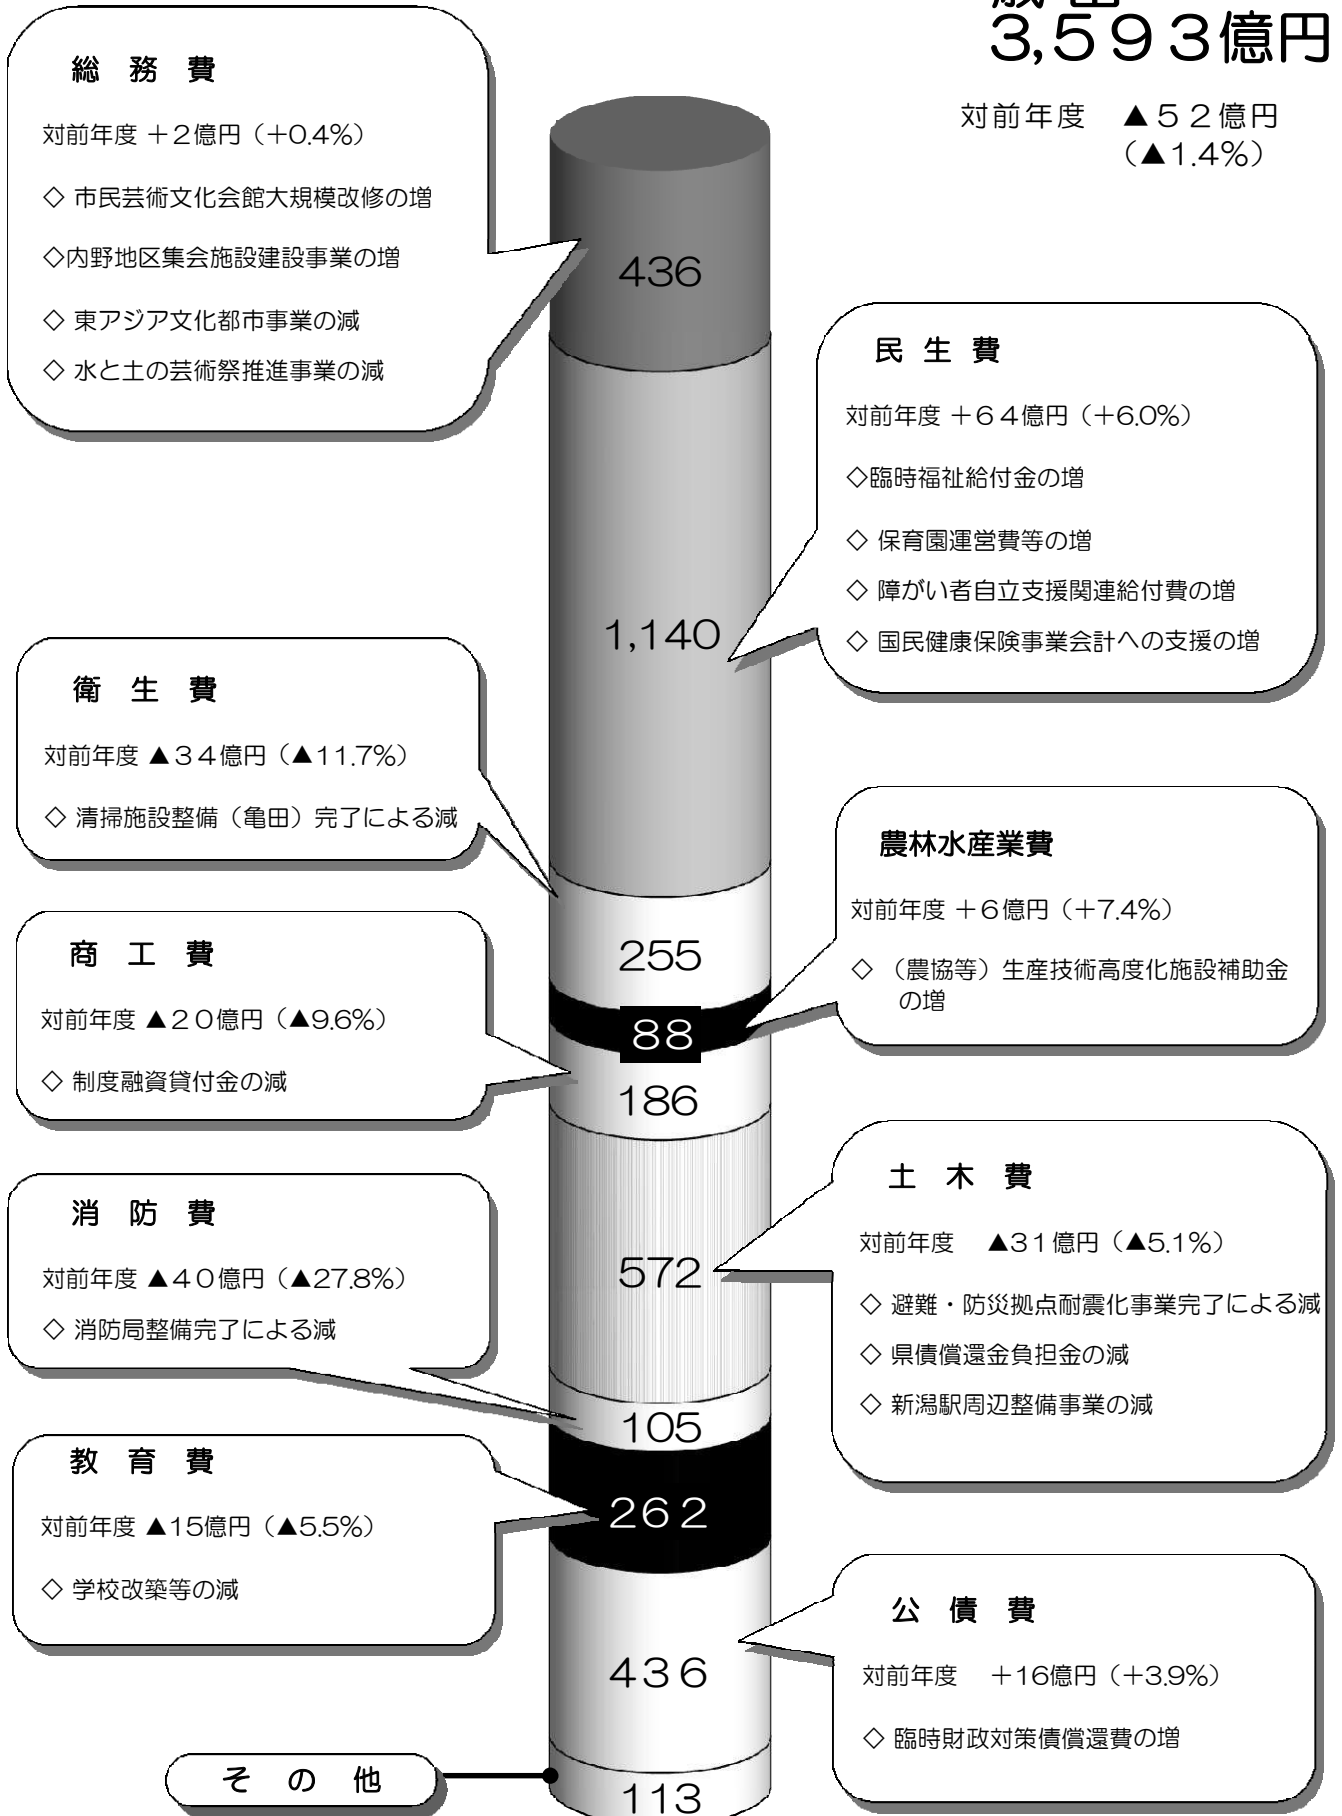 歳出
3,593億円
対前年度　▲52億円
（▲1.4％）
総 務 費
対前年度 ＋2億円（＋0.4％）
◇ 市民芸術文化会館大規模改修の増
◇内野地区集会施設建設事業の増
◇ 東アジア文化都市事業の減
◇ 水と土の芸術祭推進事業の減
436
民 生 費
対前年度 ＋64億円（＋6.0％）
◇臨時福祉給付金の増
◇ 保育園運営費等の増
◇ 障がい者自立支援関連給付費の増
◇ 国民健康保険事業会計への支援の増
1,140
衛 生 費
対前年度 ▲34億円（▲11.7％）
◇ 清掃施設整備（亀田）完了による減
255
農林水産業費
対前年度 ＋6億円（＋7.4％）
◇ （農協等）生産技術高度化施設補助金
の増
88
商 工 費
対前年度 ▲20億円（▲9.6％）
◇ 制度融資貸付金の減
186
土 木 費
対前年度　▲31億円（▲5.1％）
◇ 避難・防災拠点耐震化事業完了による減
◇ 県債償還金負担金の減
◇ 新潟駅周辺整備事業の減
572
消 防 費
対前年度 ▲40億円（▲27.8％）
◇ 消防局整備完了による減
105
教 育 費
対前年度 ▲15億円（▲5.5％）
◇ 学校改築等の減
262
公 債 費
対前年度　＋16億円（＋3.9％）
◇ 臨時財政対策債償還費の増
436
そ の 他
113